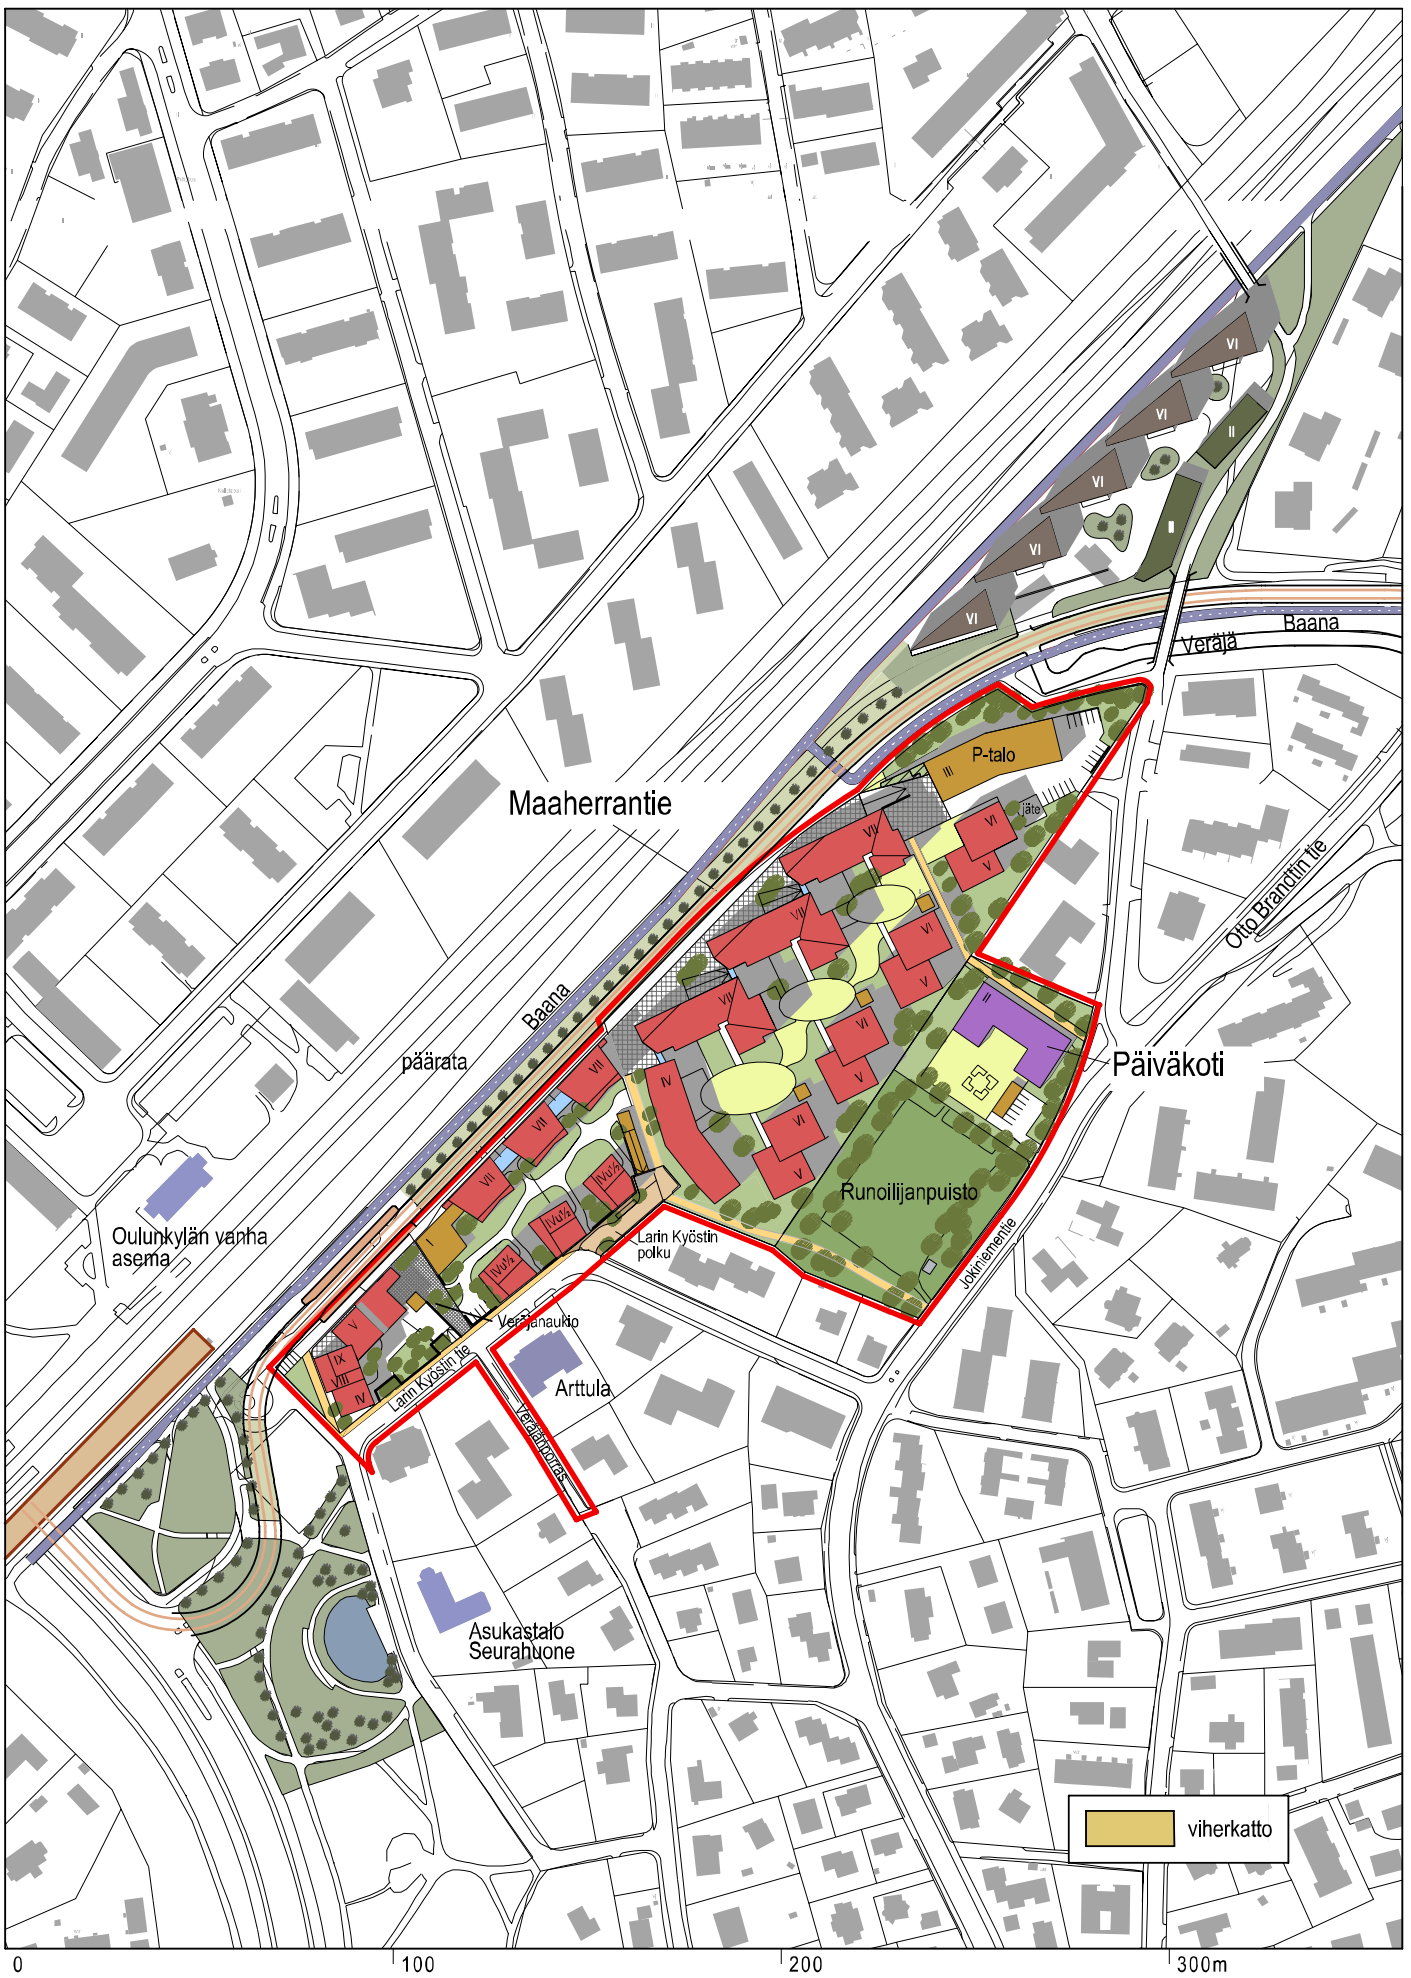 VI
VI
II
VI
VI
VI
Baana
Veräjä
P-talo
III
Maaherrantie
jäte
VII
VI
V
Otto Brandtin tie
VII
VI
V
II
Baana
VII
päärata
VI
V
Päiväkoti
VII
IV
VII
VI
V
VII
IVu½
Runoilijanpuisto
IVu½
Oulunkylän vanha
asema
I
Larin Kyöstin
polku
IVu½
Jokiniementie
Veräjänaukio
V
IX
VIII
IV
Larin Kyöstin tie
Arttula
Veräjänporras
Asukastalo
Seurahuone
viherkatto
0
100
200
300m